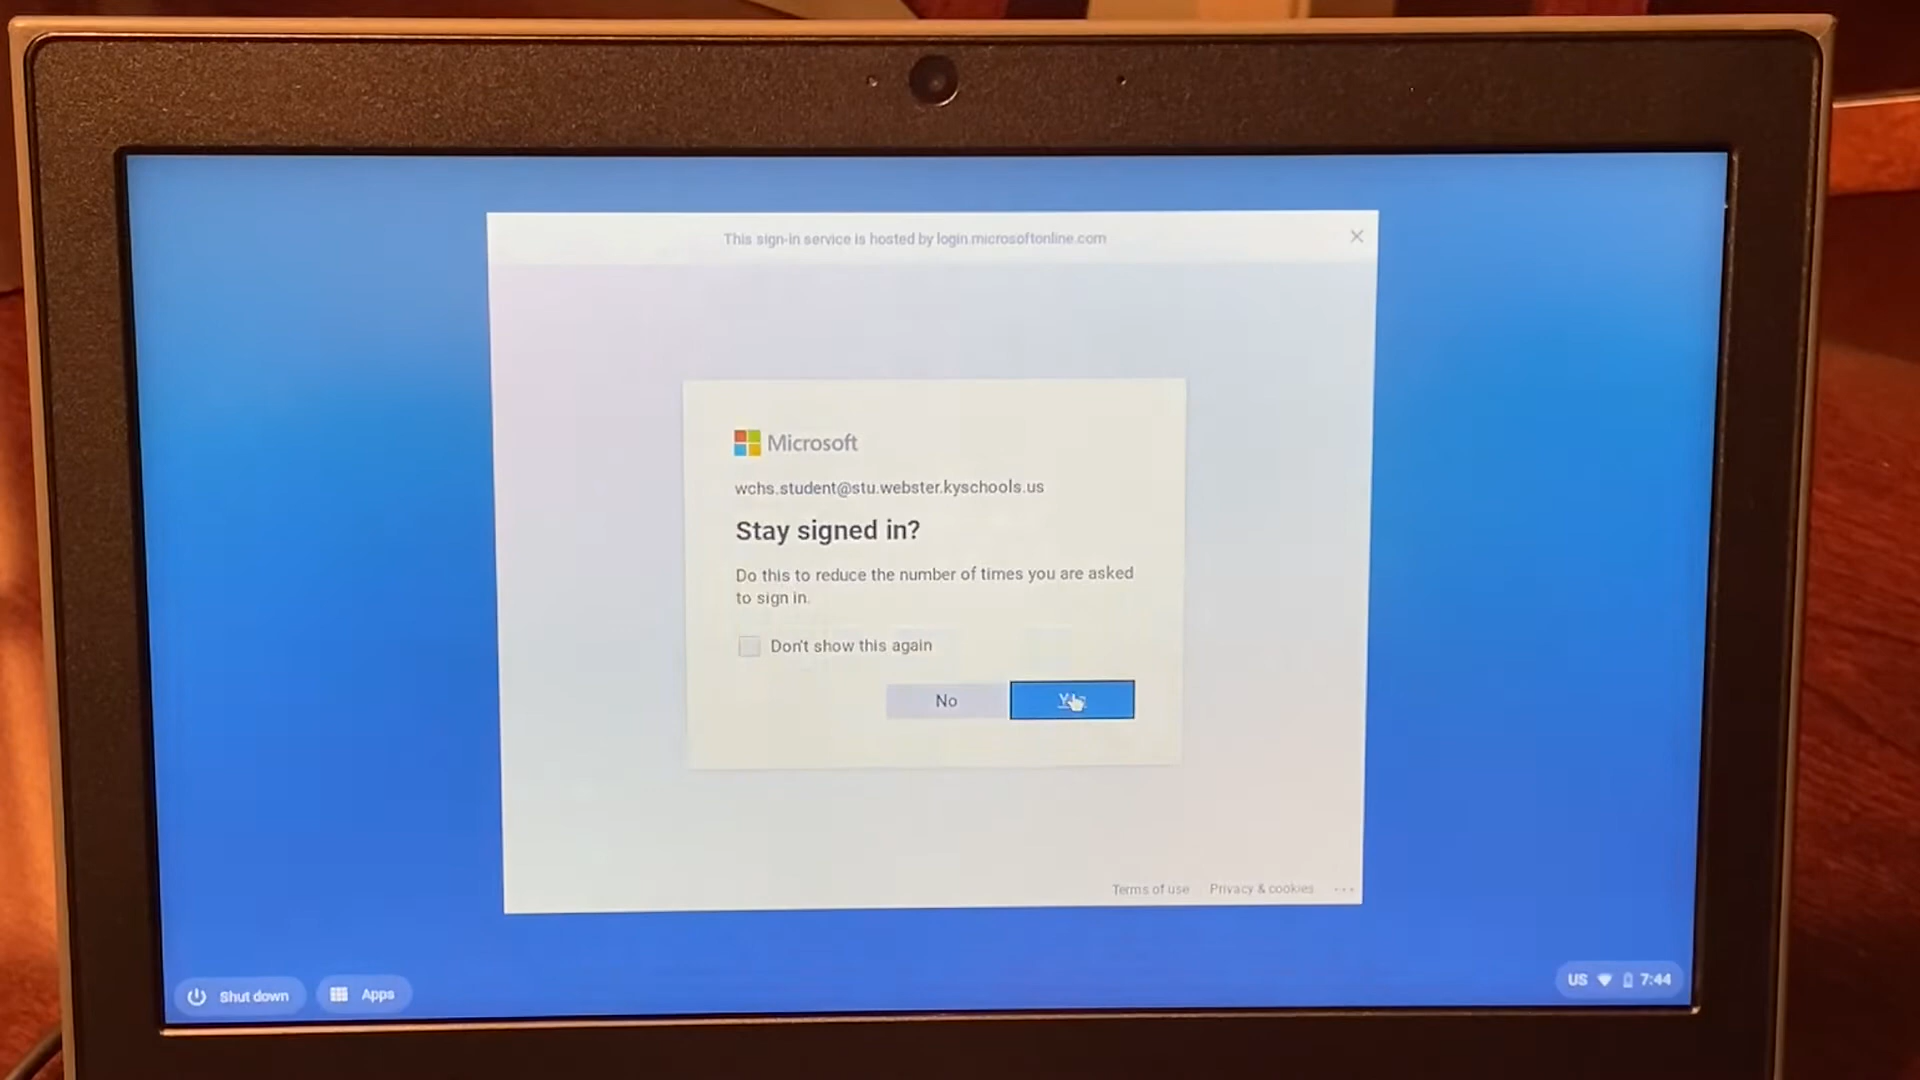 This sign-in service is hosted by login.microsoftonline.com
Microsoft
wchs.student@stu.webster.kyschools.us
Stay signed in?
Do this to reduce the number of times you are asked
to sign in.
Don't show this again
No
Terms of use Privacy & cookies
Shut down Apps US 7:44